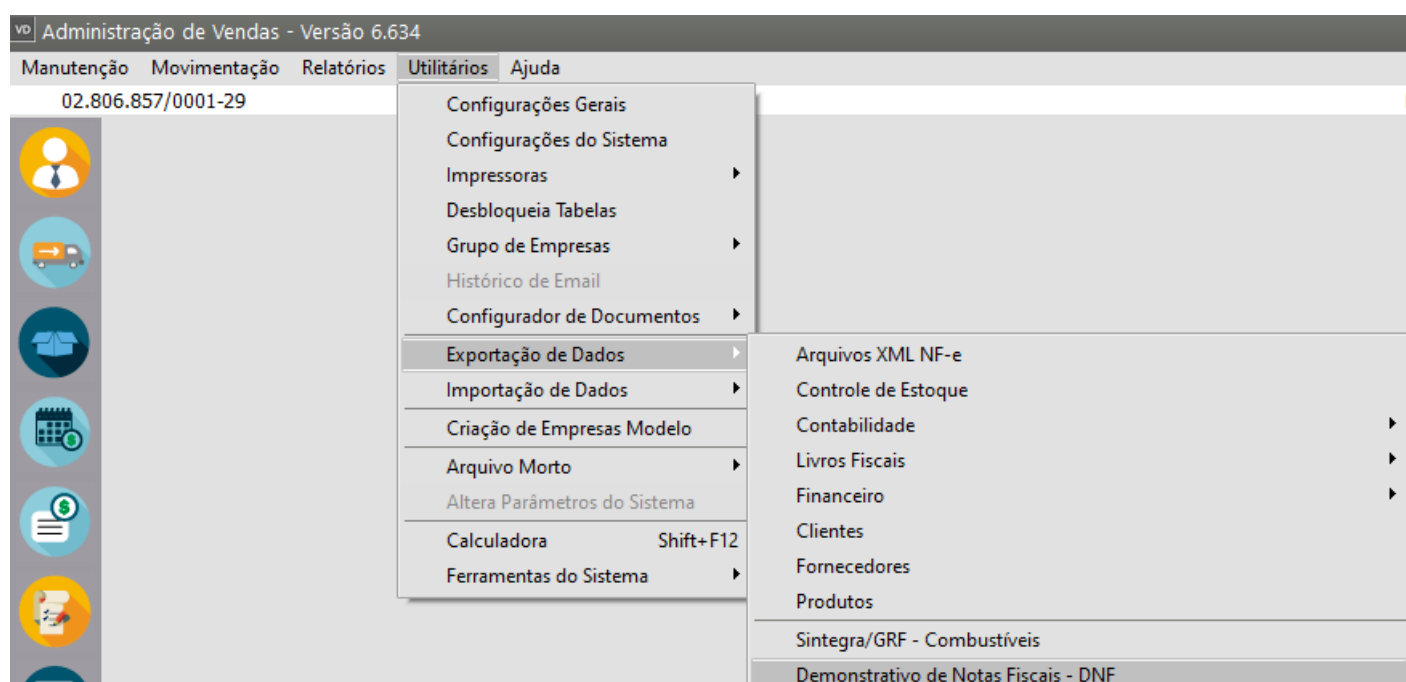 VD Administração de Vendas - Versão 6.634
Manutenção Movimentação Relatórios Utilitários Ajuda
02.806.857/0001-29
Configurações Gerais
Configurações do Sistema
Impressoras
Desbloqueia Tabelas
Grupo de Empresas
Histórico de Email
Configurador de Documentos
Exportação de Dados
Importação de Dados
Criação de Empresas Modelo
Arquivo Morto
Altera Parâmetros do Sistema
Calculadora Shift+F12
Ferramentas do Sistema
Arquivos XML NF-e
Controle de Estoque
Contabilidade
Livros Fiscais
Financeiro
Clientes
Fornecedores
Produtos
Sintegra/GRF - Combustíveis
Demonstrativo de Notas Fiscais - DNF